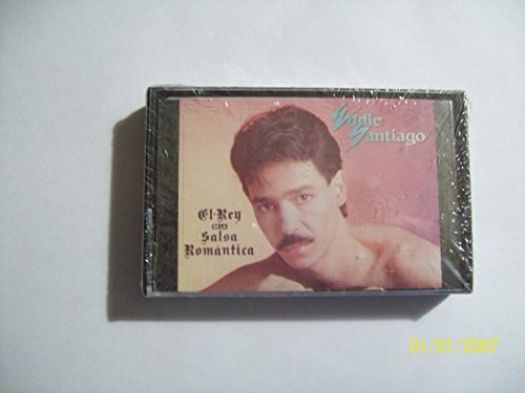 Eddie
Santiago
El Rey
DE LA
Salsa
Romántica
01/01/2007